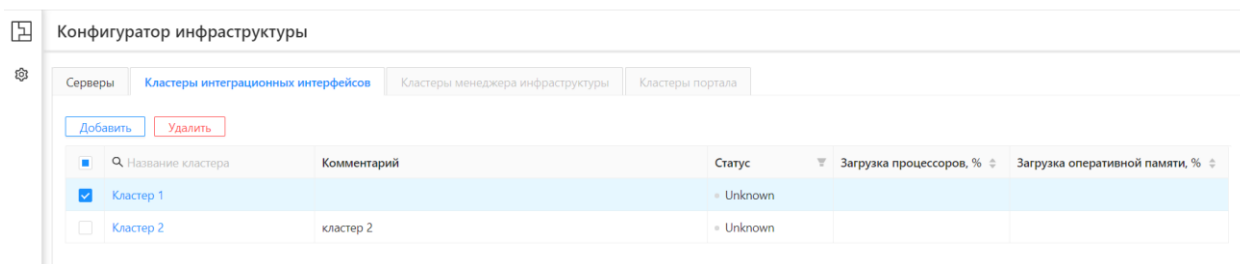 Конфигуратор инфраструктуры
Серверы Кластеры интеграционных интерфейсов Кластеры менеджера инфраструктуры Кластеры портала
Добавить Удалить
Название кластера Комментарий Статус Загрузка процессоров, % Загрузка оперативной памяти, %
Кластер 1 Unknown
Кластер 2 кластер 2 Unknown